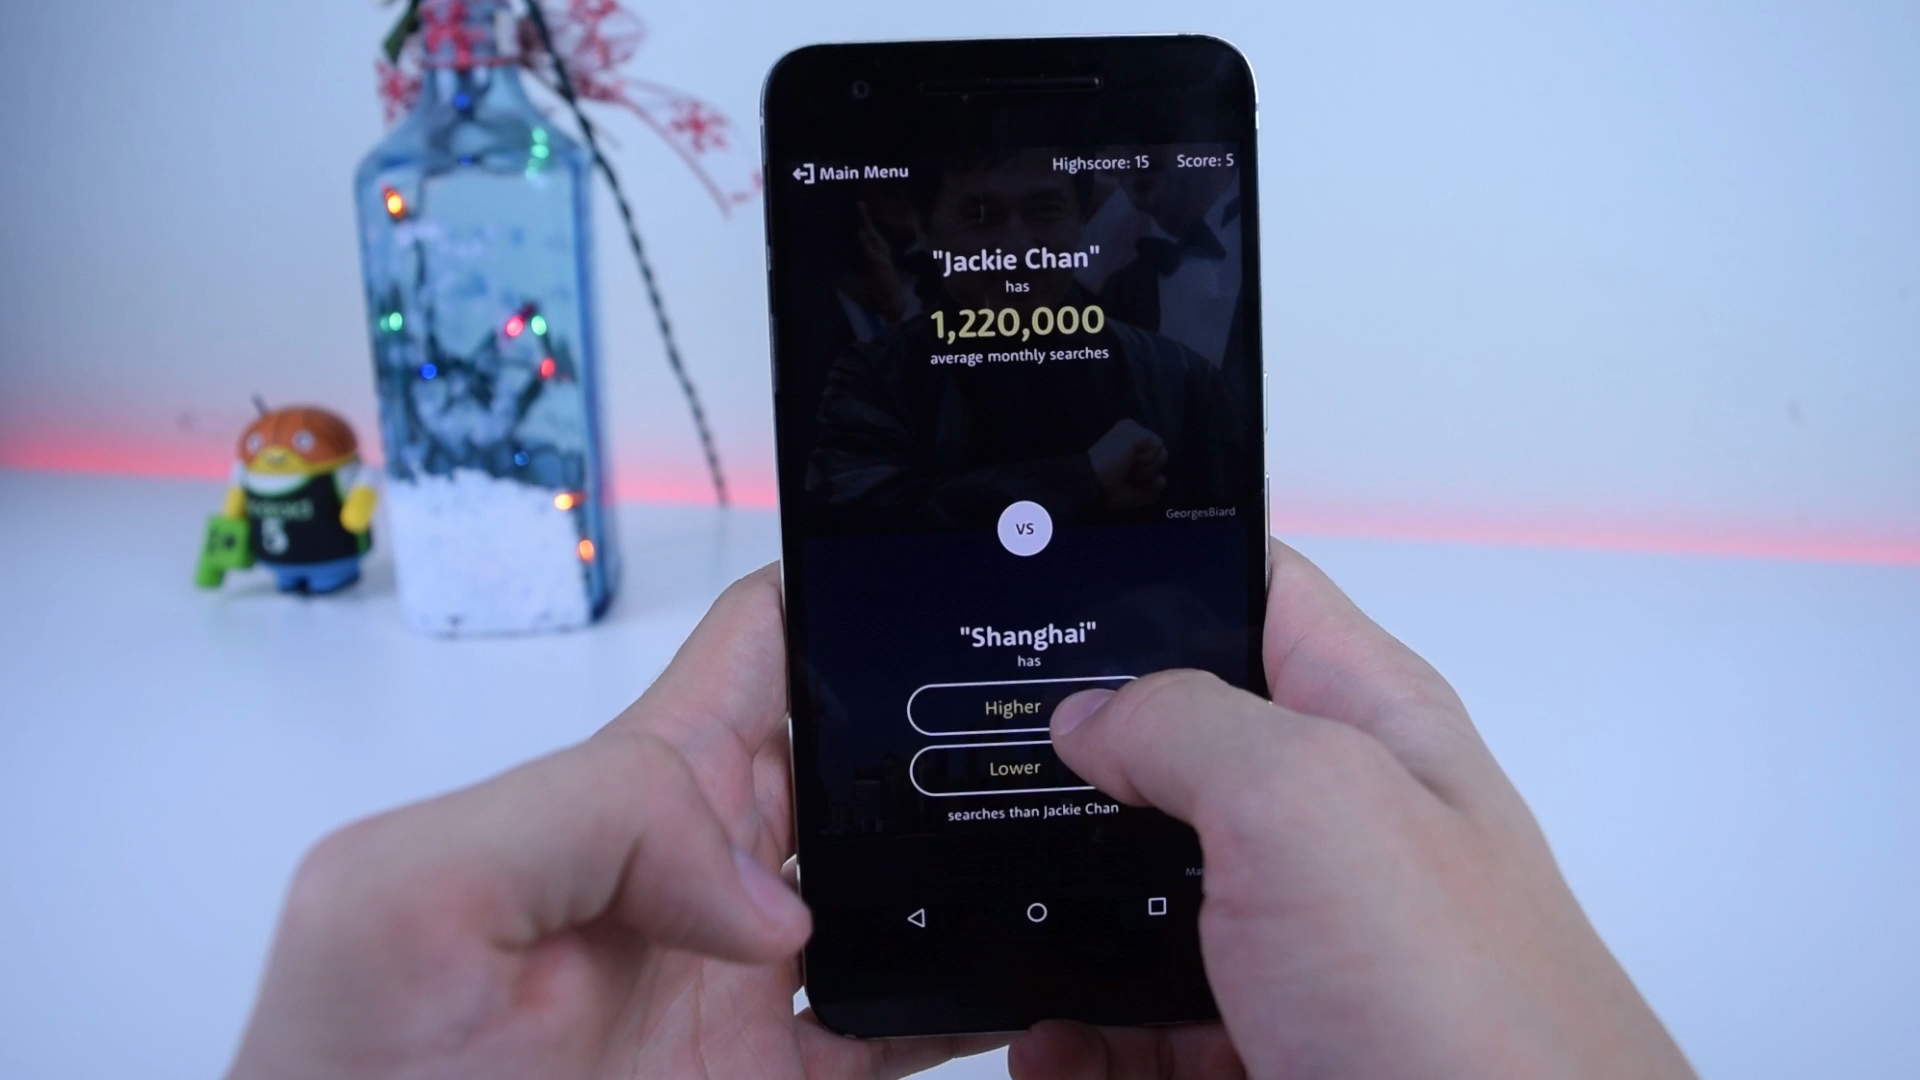 Main Menu
Highscore: 15
Score: 5
"Jackie Chan"
has
1,220,000
average monthly searches
GeorgesBiard
VS
"Shanghai"
has
Higher
Lower
searches than Jackie Chan
5